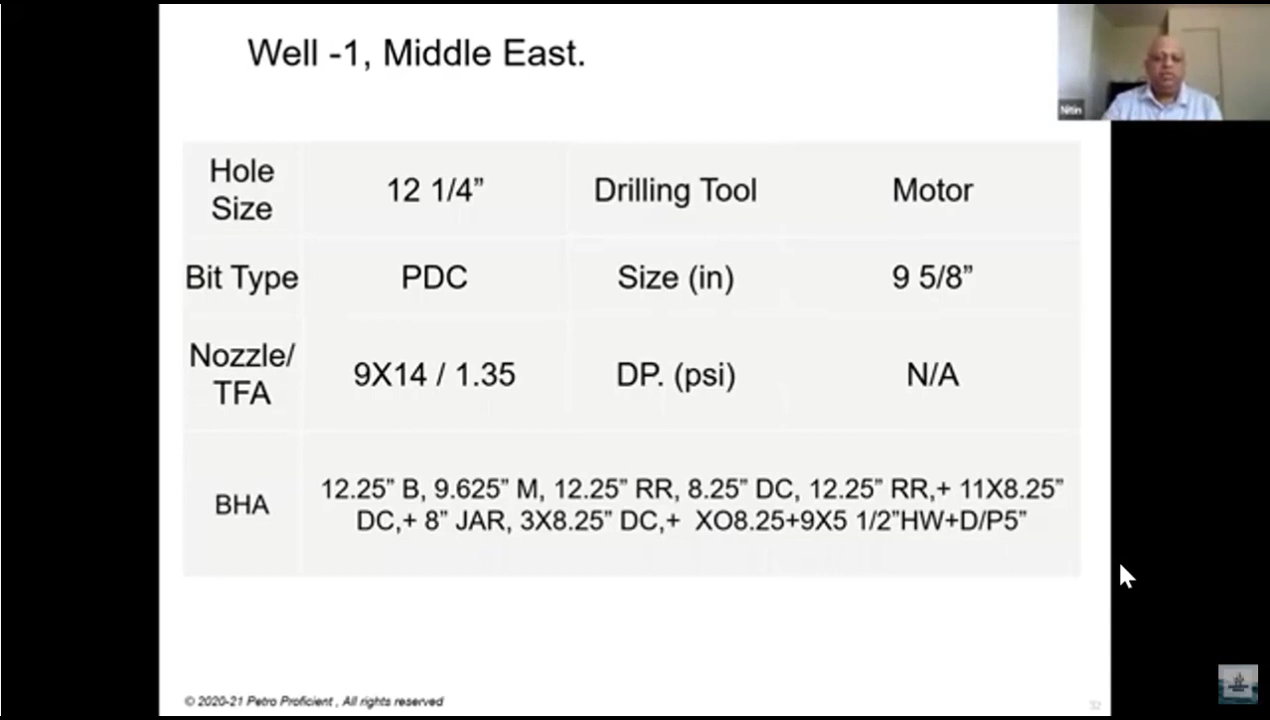 Well -1, Middle East.
Nitin
Hole
Size
12 1/4”
Drilling Tool
Motor
Bit Type
PDC
Size (in)
9 5/8”
Nozzle/
TFA
9X14 / 1.35
DP. (psi)
N/A
BHA
12.25” B, 9.625” M, 12.25” RR, 8.25” DC, 12.25” RR,+ 11X8.25”
DC,+ 8” JAR, 3X8.25” DC,+ XO8.25+9X5 1/2”HW+D/P5”
© 2020-21 Petro Proficient , All rights reserved
32